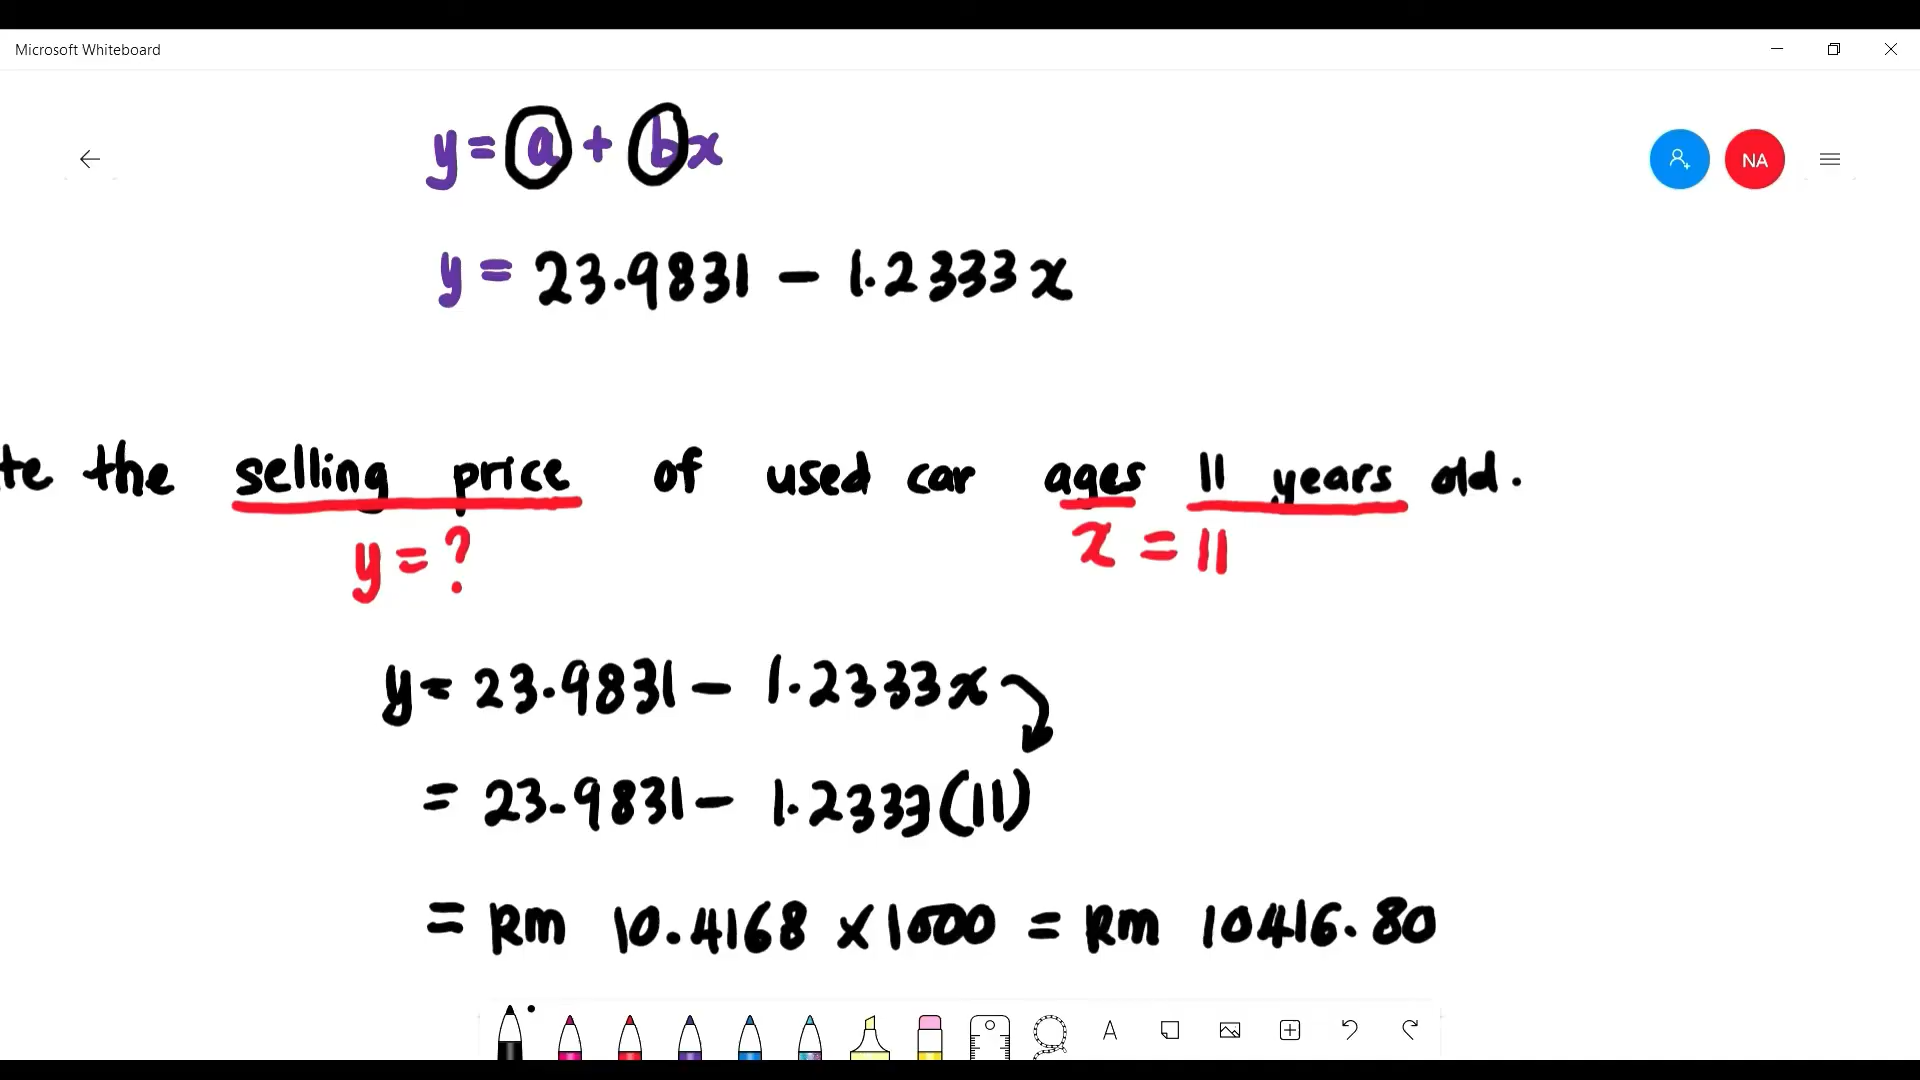 Microsoft Whiteboard
y = a + bx
NA
y = 23.9831 - 1.2333x
te the selling price of used car ages 11 years old.
y = ? x = 11
y = 23.9831 - 1.2333x
= 23.9831 - 1.2333(11)
= RM 10.4168 x 1000 = RM 10416.80
A